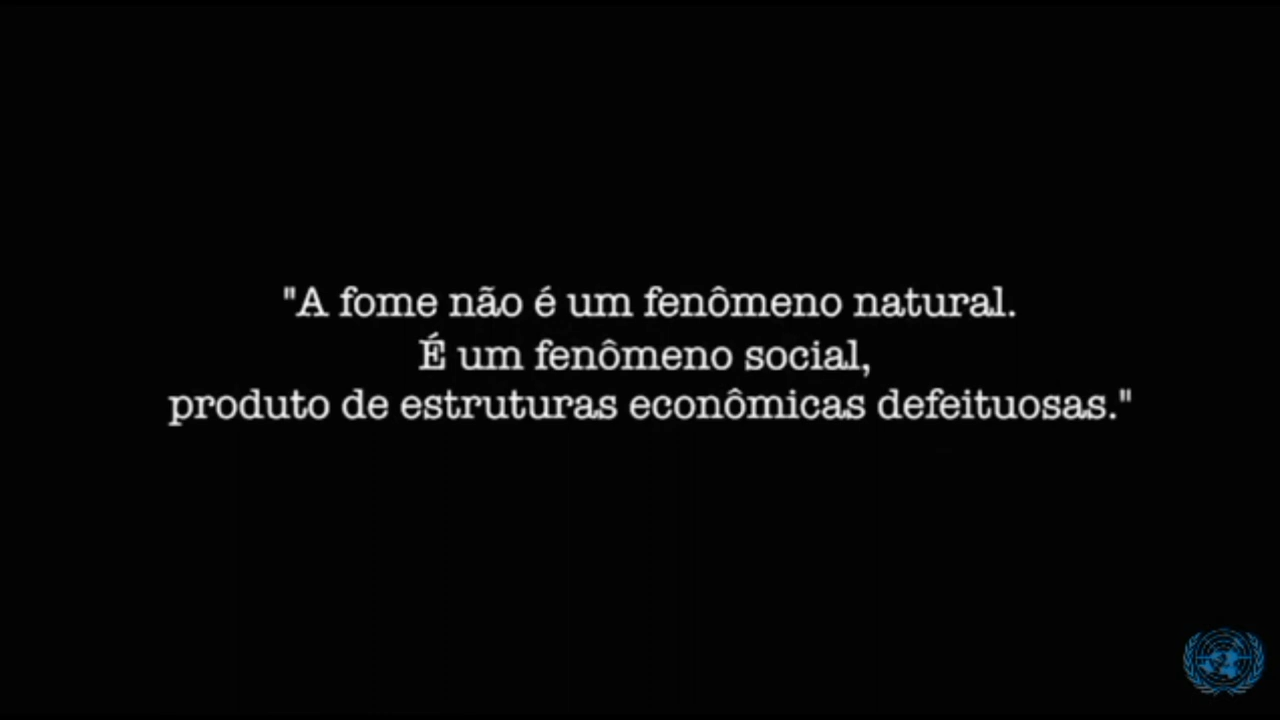 "A fome não é um fenômeno natural.
É um fenômeno social,
produto de estruturas econômicas defeituosas."